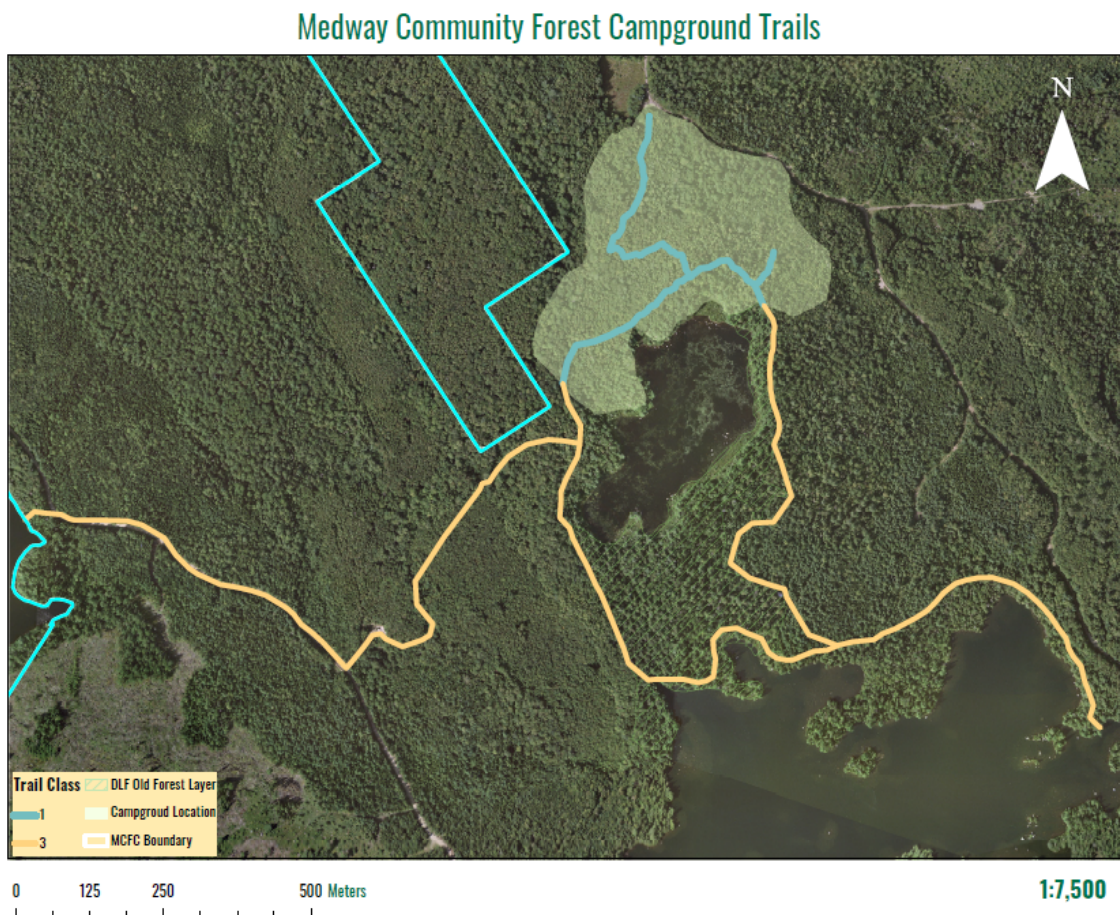 Medway Community Forest Campground Trails
N
Trail Class
DLF Old Forest Layer
1
Campgroud Location
3
MCFC Boundary
0 125 250 500 Meters
1:7,500